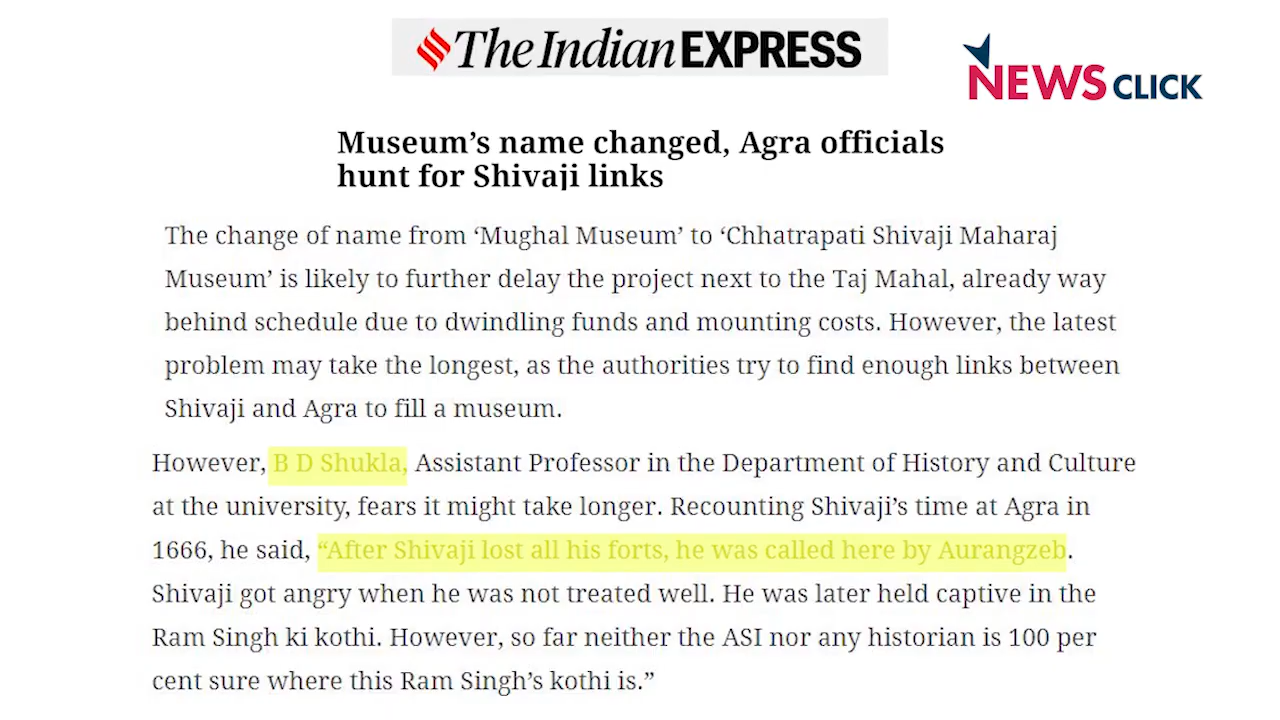 The Indian EXPRESS
NEWSCLICK
Museum’s name changed, Agra officials
hunt for Shivaji links
The change of name from ‘Mughal Museum’ to ‘Chhatrapati Shivaji Maharaj
Museum’ is likely to further delay the project next to the Taj Mahal, already way
behind schedule due to dwindling funds and mounting costs. However, the latest
problem may take the longest, as the authorities try to find enough links between
Shivaji and Agra to fill a museum.
However, B D Shukla, Assistant Professor in the Department of History and Culture
at the university, fears it might take longer. Recounting Shivaji’s time at Agra in
1666, he said, “After Shivaji lost all his forts, he was called here by Aurangzeb.
Shivaji got angry when he was not treated well. He was later held captive in the
Ram Singh ki kothi. However, so far neither the ASI nor any historian is 100 per
cent sure where this Ram Singh’s kothi is.”